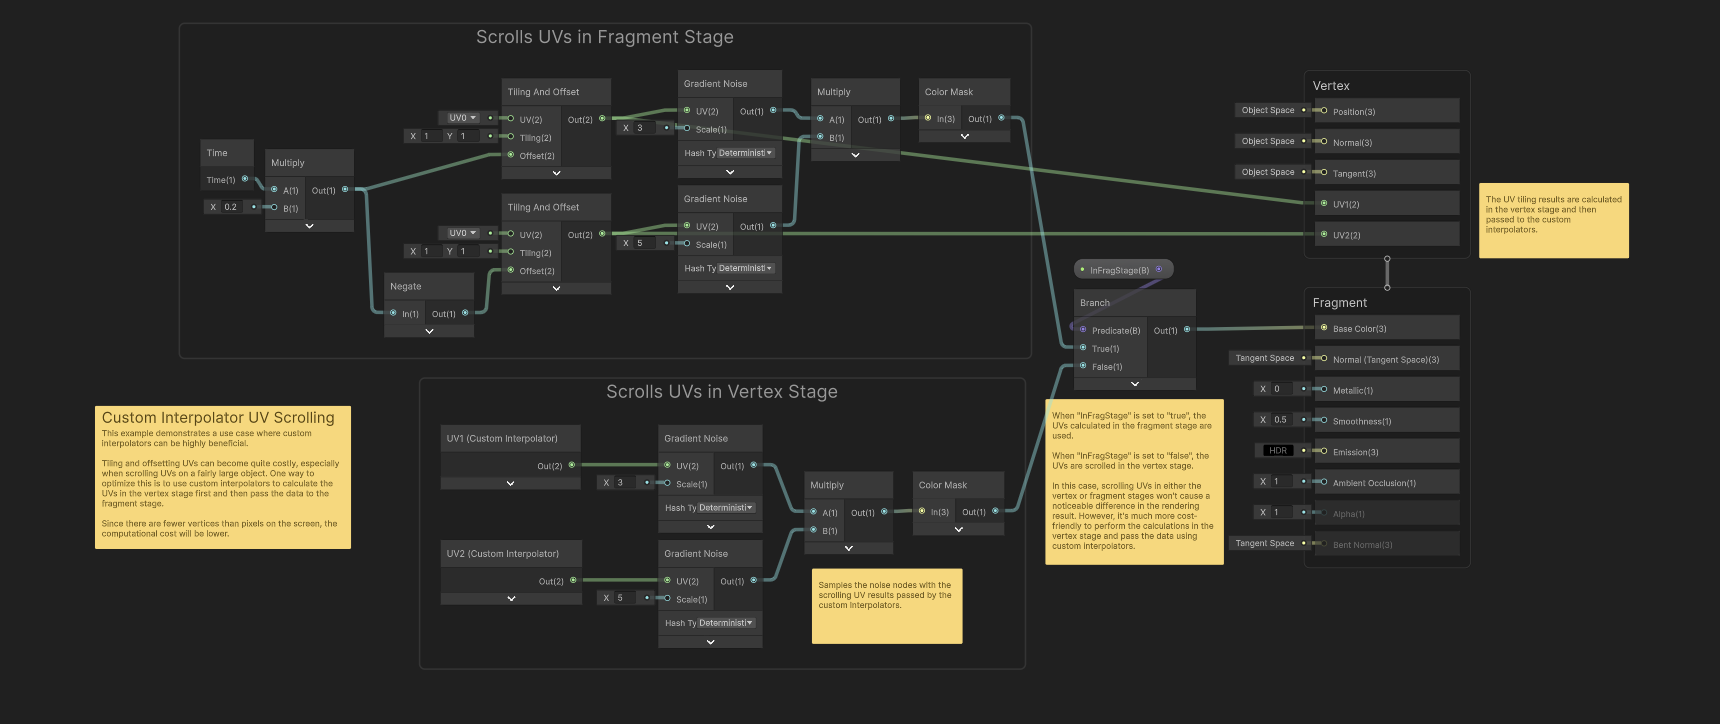 Scrolls UVs in Fragment Stage
Time
Time(1)
X 0.2
Multiply
A(1)
B(1)
Out(1)
Negate
In(1)
Out(1)
UV0
X 1 Y 1
Tiling And Offset
UV(2)
Tiling(2)
Offset(2)
Out(2)
UV0
X 1 Y 1
Tiling And Offset
UV(2)
Tiling(2)
Offset(2)
Out(2)
X 3
Gradient Noise
UV(2)
Scale(1)
Out(1)
Hash Ty Deterministi
X 5
Gradient Noise
UV(2)
Scale(1)
Out(1)
Hash Ty Deterministi
Multiply
A(1)
B(1)
Out(1)
Color Mask
In(3)
Out(1)
Custom Interpolator UV Scrolling
This example demonstrates a use case where custom
interpolators can be highly beneficial.
Tiling and offsetting UVs can become quite costly, especially
when scrolling UVs on a fairly large object. One way to
optimize this is to use custom interpolators to calculate the
UVs in the vertex stage first and then pass the data to the
fragment stage.
Since there are fewer vertices than pixels on the screen, the
computational cost will be lower.
Scrolls UVs in Vertex Stage
UV1 (Custom Interpolator)
Out(2)
UV2 (Custom Interpolator)
Out(2)
X 3
Gradient Noise
UV(2)
Scale(1)
Out(1)
Hash Ty Deterministi
X 5
Gradient Noise
UV(2)
Scale(1)
Out(1)
Hash Ty Deterministi
Multiply
A(1)
B(1)
Out(1)
Color Mask
In(3)
Out(1)
Samples the noise nodes with the
scrolling UV results passed by the
custom interpolators.
InFragStage(B)
Branch
Predicate(B)
True(1)
False(1)
Out(1)
When "InFragStage" is set to "true", the
UVs calculated in the fragment stage are
used.
When "InFragStage" is set to "false", the
UVs are scrolled in the vertex stage.
In this case, scrolling UVs in either the
vertex or fragment stages won't cause a
noticeable difference in the rendering
result. However, it's much more cost-
friendly to perform the calculations in the
vertex stage and pass the data using
custom interpolators.
Vertex
Object Space Position(3)
Object Space Normal(3)
Object Space Tangent(3)
UV1(2)
UV2(2)
The UV tiling results are calculated
in the vertex stage and then
passed to the custom
interpolators.
Fragment
Base Color(3)
Tangent Space Normal (Tangent Space)(3)
X 0 Metallic(1)
X 0.5 Smoothness(1)
HDR Emission(3)
X 1 Ambient Occlusion(1)
X 1 Alpha(1)
Tangent Space Bent Normal(3)